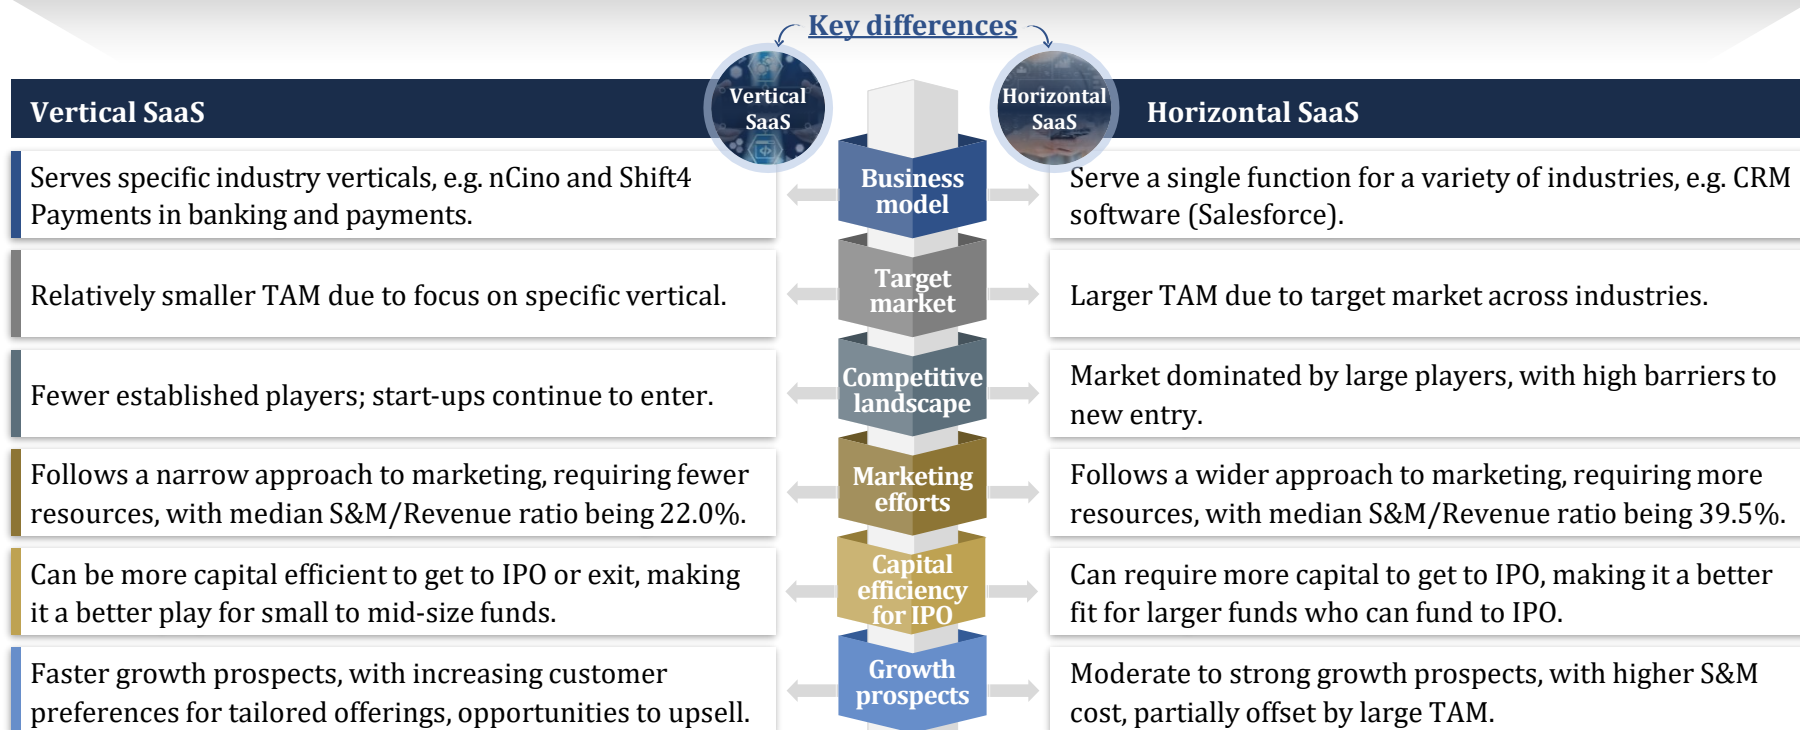 Key differences
Vertical SaaS
Vertical
SaaS
Horizontal
SaaS
Horizontal SaaS
Serves specific industry verticals, e.g. nCino and Shift4
Payments in banking and payments.
Business
model
Serve a single function for a variety of industries, e.g. CRM
software (Salesforce).
Relatively smaller TAM due to focus on specific vertical.
Target
market
Larger TAM due to target market across industries.
Fewer established players; start-ups continue to enter.
Competitive
landscape
Market dominated by large players, with high barriers to
new entry.
Follows a narrow approach to marketing, requiring fewer
resources, with median S&M/Revenue ratio being 22.0%.
Marketing
efforts
Follows a wider approach to marketing, requiring more
resources, with median S&M/Revenue ratio being 39.5%.
Can be more capital efficient to get to IPO or exit, making
it a better play for small to mid-size funds.
Capital
efficiency
for IPO
Can require more capital to get to IPO, making it a better
fit for larger funds who can fund to IPO.
Faster growth prospects, with increasing customer
preferences for tailored offerings, opportunities to upsell.
Growth
prospects
Moderate to strong growth prospects, with higher S&M
cost, partially offset by large TAM.